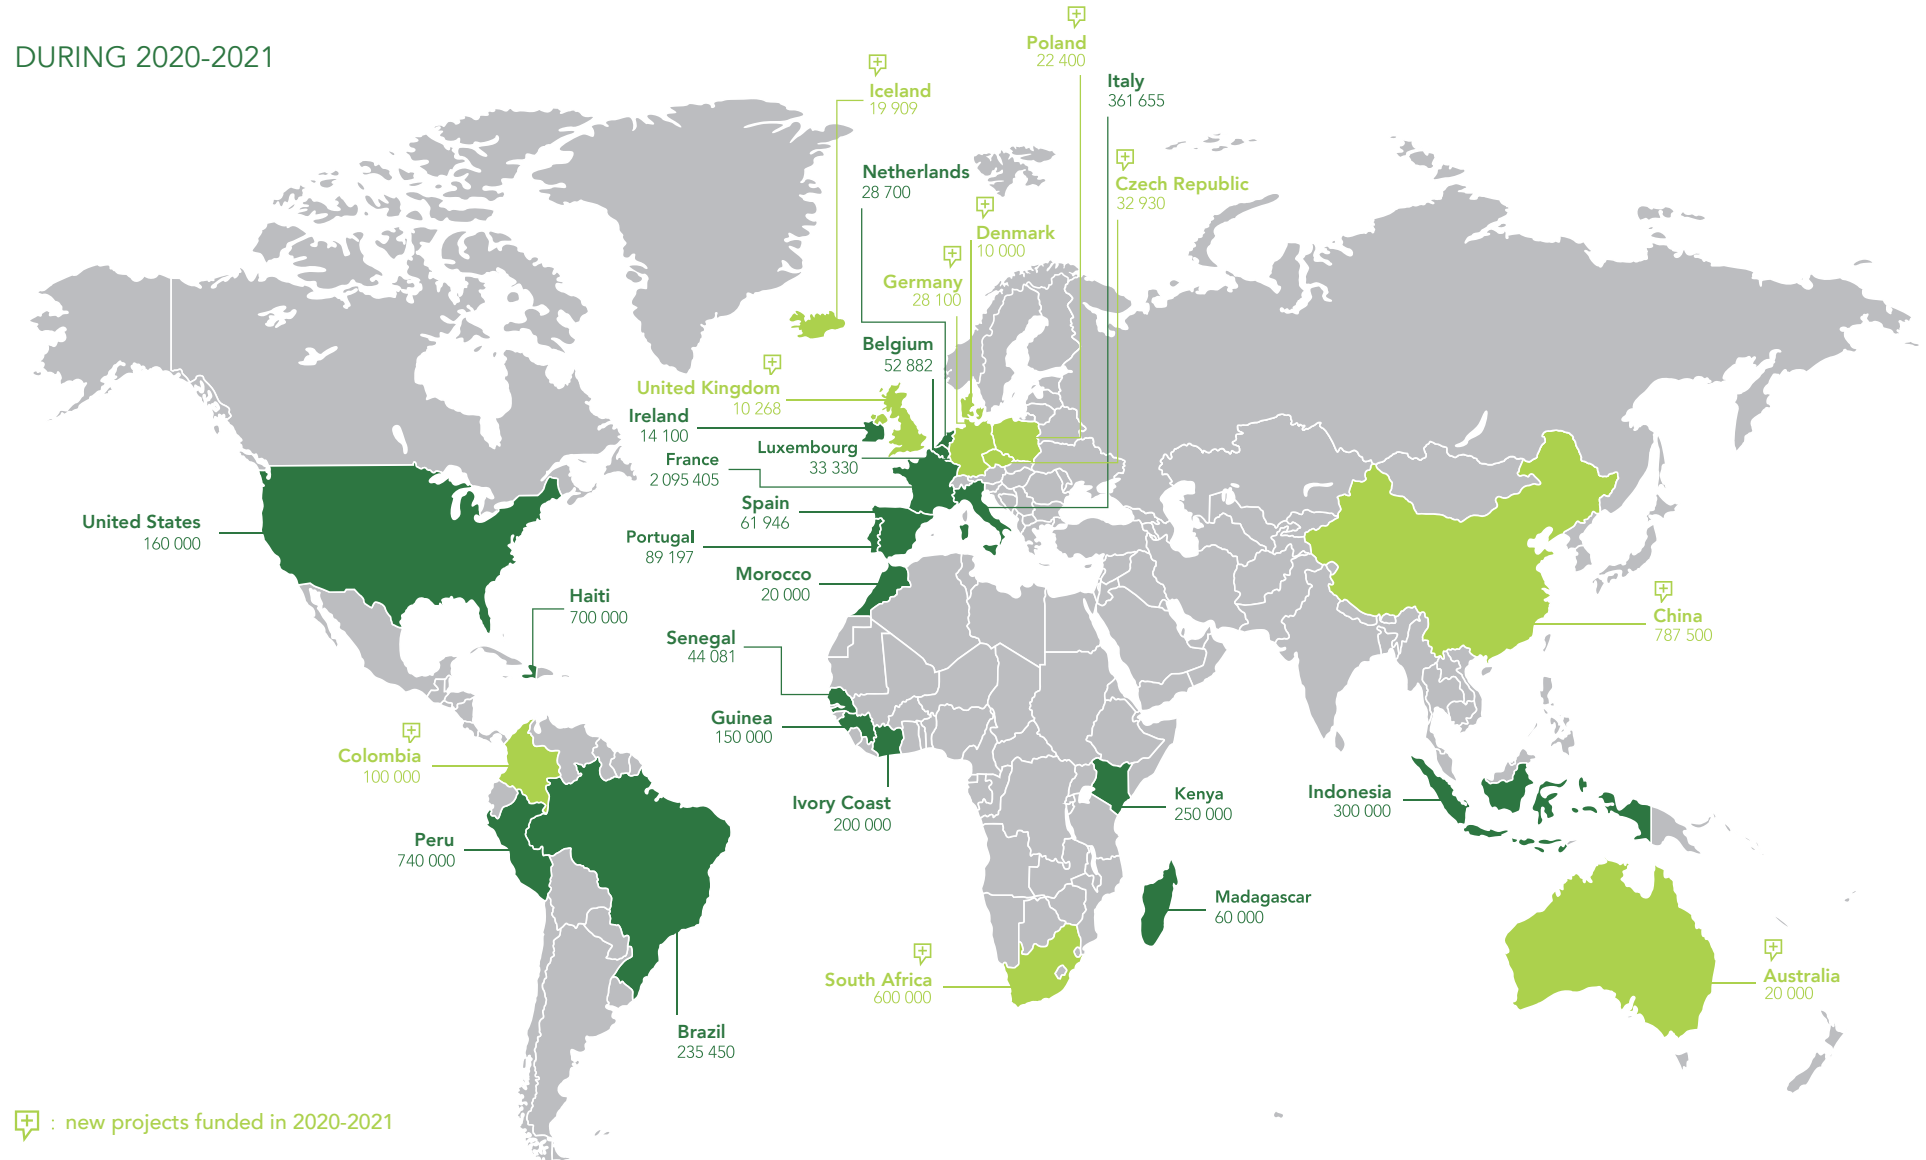 DURING 2020-2021
Poland
22 400
Iceland
19 909
Italy
361 655
Netherlands
28 700
Czech Republic
32 930
Denmark
10 000
Germany
28 100
Belgium
52 882
United Kingdom
10 268
Ireland
14 100
Luxembourg
33 330
France
2 095 405
Spain
61 946
United States
160 000
Portugal
89 197
Morocco
20 000
Haiti
700 000
China
787 500
Senegal
44 081
Guinea
150 000
Colombia
100 000
Ivory Coast
200 000
Kenya
250 000
Indonesia
300 000
Peru
740 000
Madagascar
60 000
South Africa
600 000
Australia
20 000
Brazil
235 450
: new projects funded in 2020-2021